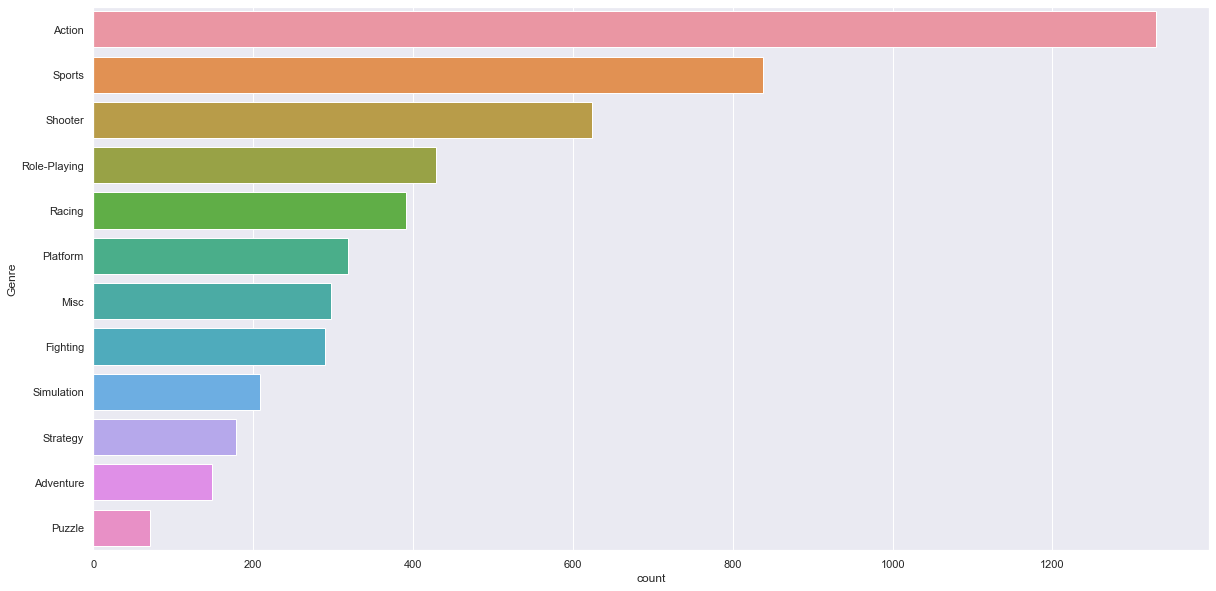 Action
Sports
Shooter
Role-Playing
Racing
Platform
Misc
Fighting
Simulation
Strategy
Adventure
Puzzle
Genre
0 200 400 600 800 1000 1200
count